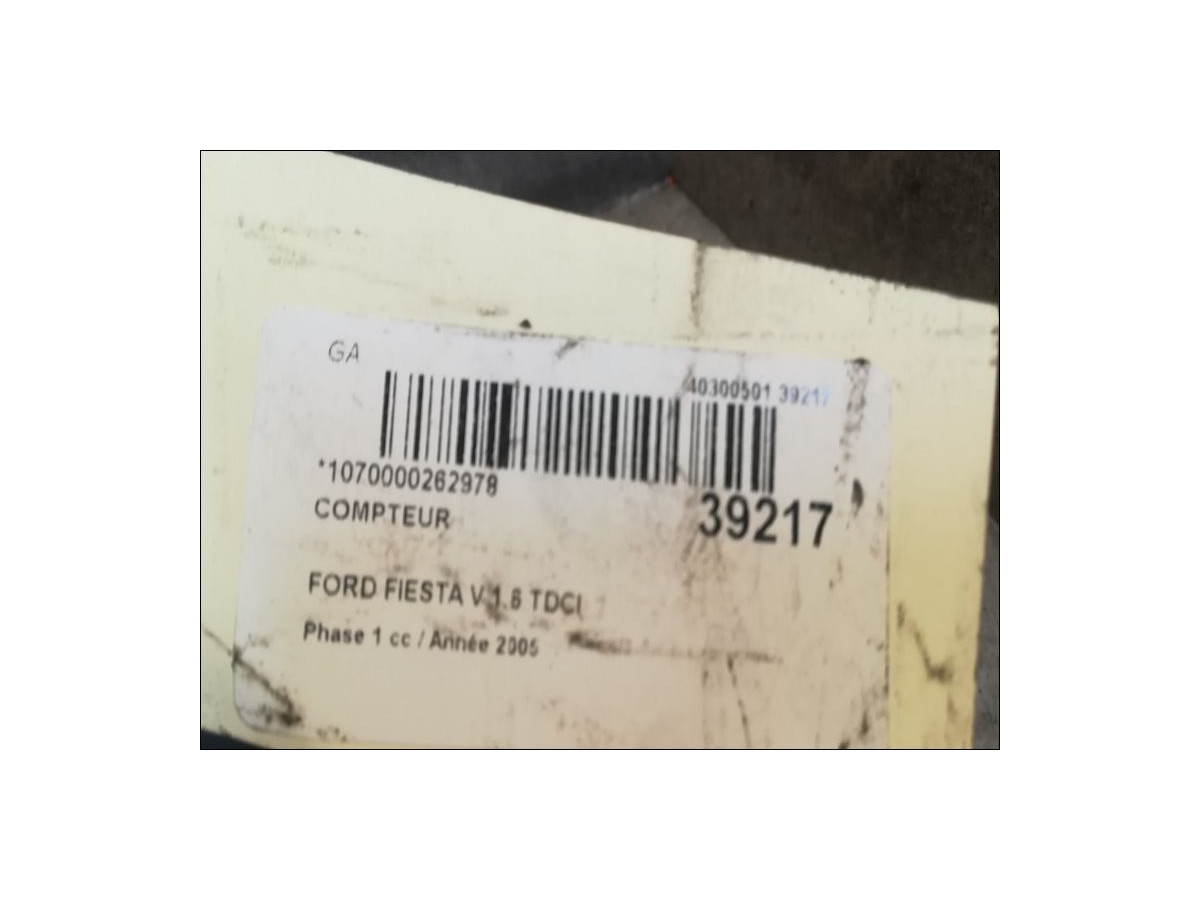 GA
40300501 39217
*1070000262978
39217
COMPTEUR
FORD FIESTA V 1.6 TDCI
Phase 1 cc / Année 2005